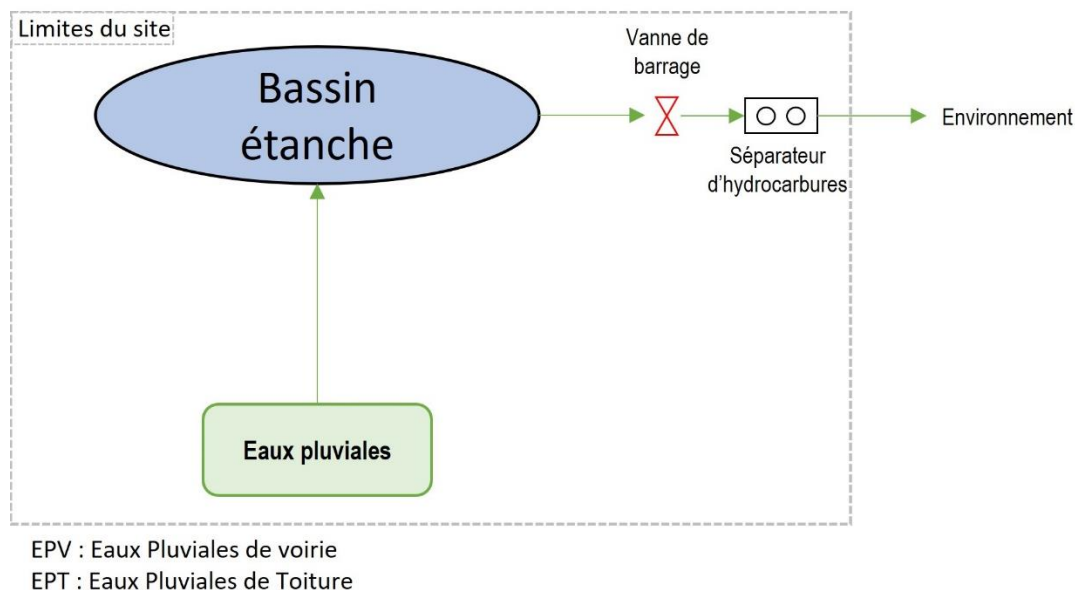 Limites du site
Bassin
étanche
Vanne de
barrage
Environnement
Séparateur
d'hydrocarbures
Eaux pluviales
EPV : Eaux Pluviales de voirie
EPT : Eaux Pluviales de Toiture